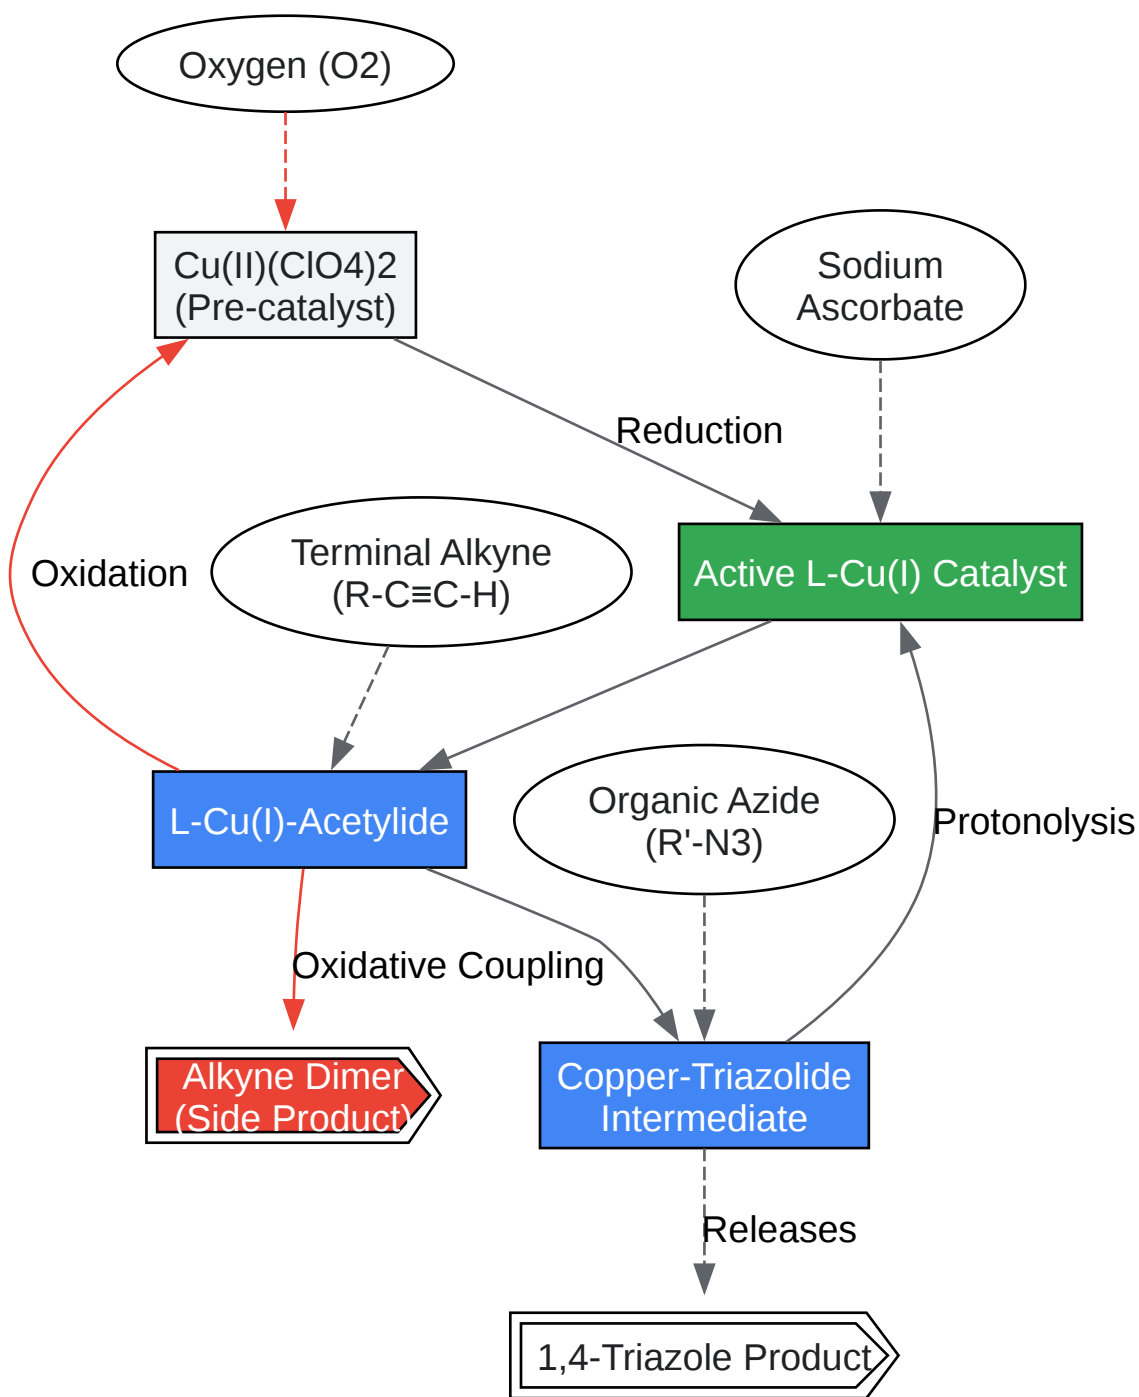 Oxygen (O2)
Cu(II)(ClO4)2
(Pre-catalyst)
Sodium
Ascorbate
Reduction
Terminal Alkyne
(R-C≡C-H)
Oxidation
Active L-Cu(I) Catalyst
L-Cu(I)-Acetylide
Organic Azide
(R'-N3)
Protonolysis
Oxidative Coupling
Alkyne Dimer
(Side Product)
Copper-Triazolide
Intermediate
Releases
1,4-Triazole Product